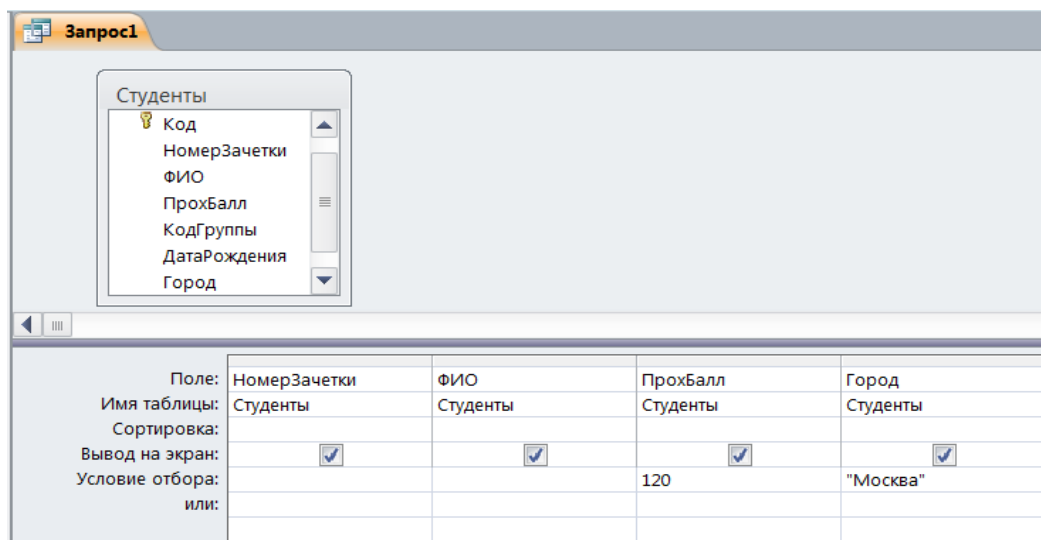 Запрос1
Студенты
Код
НомерЗачетки
ФИО
ПрохБалл
КодГруппы
ДатаРождения
Город
Поле: НомерЗачетки ФИО ПрохБалл Город
Имя таблицы: Студенты Студенты Студенты Студенты
Сортировка:
Вывод на экран:
Условие отбора: 120 "Москва"
или: